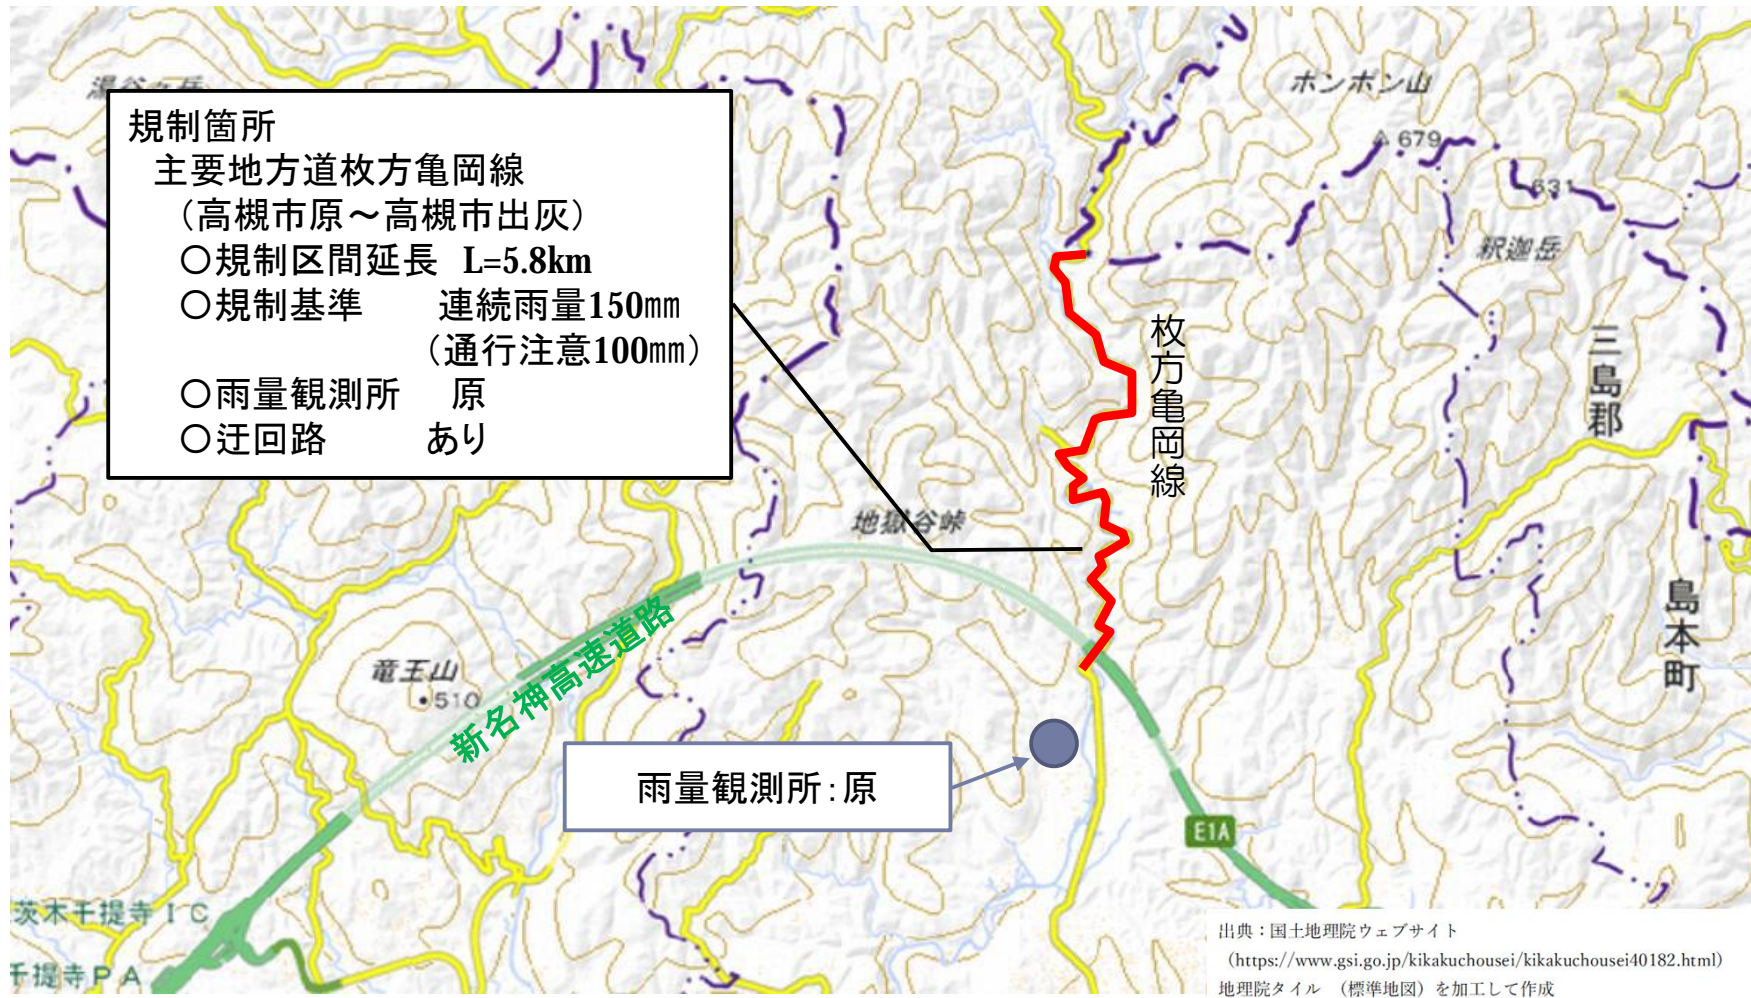 規制箇所
主要地方道枚方亀岡線
（高槻市原～高槻市出灰）
○規制区間延長 L=5.8km
○規制基準 連続雨量150㎜
（通行注意100㎜）
○雨量観測所 原
○迂回路 あり
ポンポン山
679
631
釈迦岳
枚方亀岡線
三島郡
島本町
地獄谷峠
竜王山
510
新名神高速道路
雨量観測所：原
E1A
茨木千提寺IC
千提寺PA
出典：国土地理院ウェブサイト
（https://www.gsi.go.jp/kikakuchousei/kikakuchousei40182.html）
地理院タイル （標準地図）を加工して作成